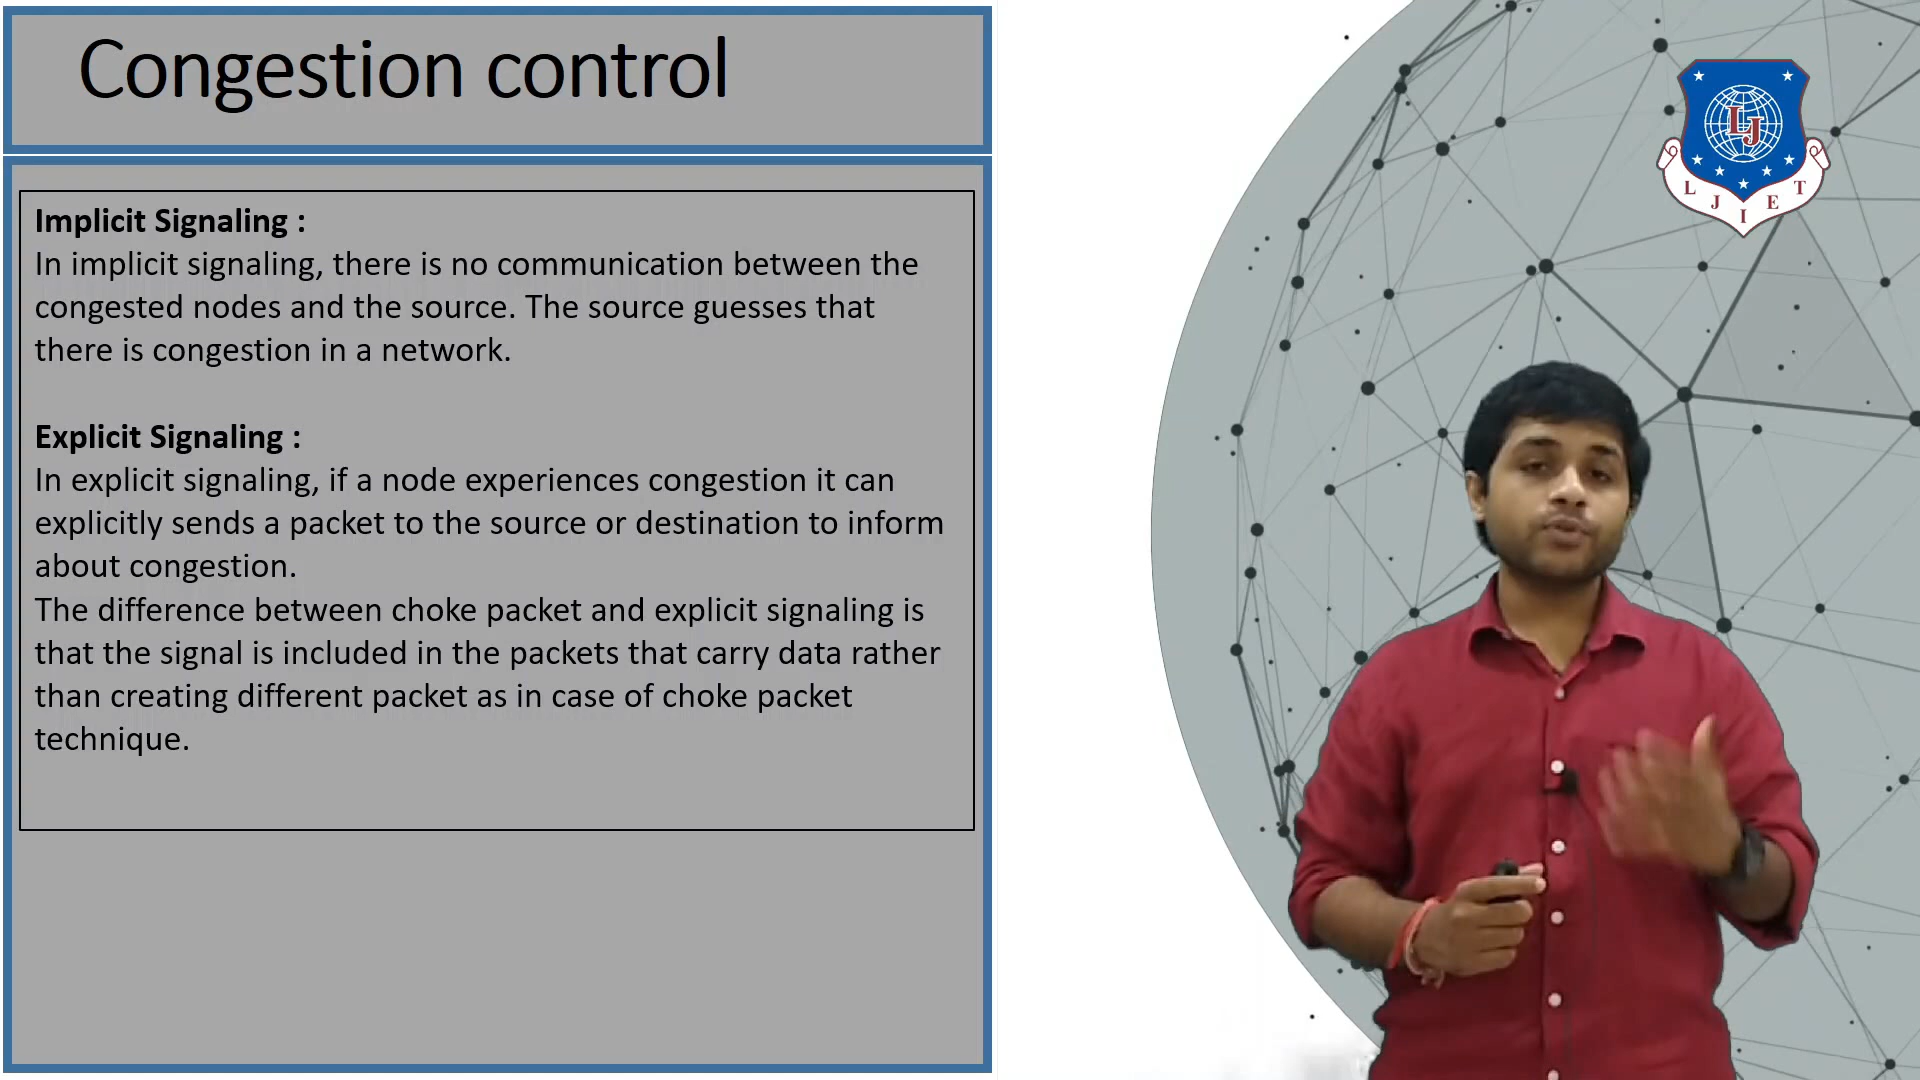 Congestion control
LJ
L J I E T
Implicit Signaling :
In implicit signaling, there is no communication between the
congested nodes and the source. The source guesses that
there is congestion in a network.
Explicit Signaling :
In explicit signaling, if a node experiences congestion it can
explicitly sends a packet to the source or destination to inform
about congestion.
The difference between choke packet and explicit signaling is
that the signal is included in the packets that carry data rather
than creating different packet as in case of choke packet
technique.